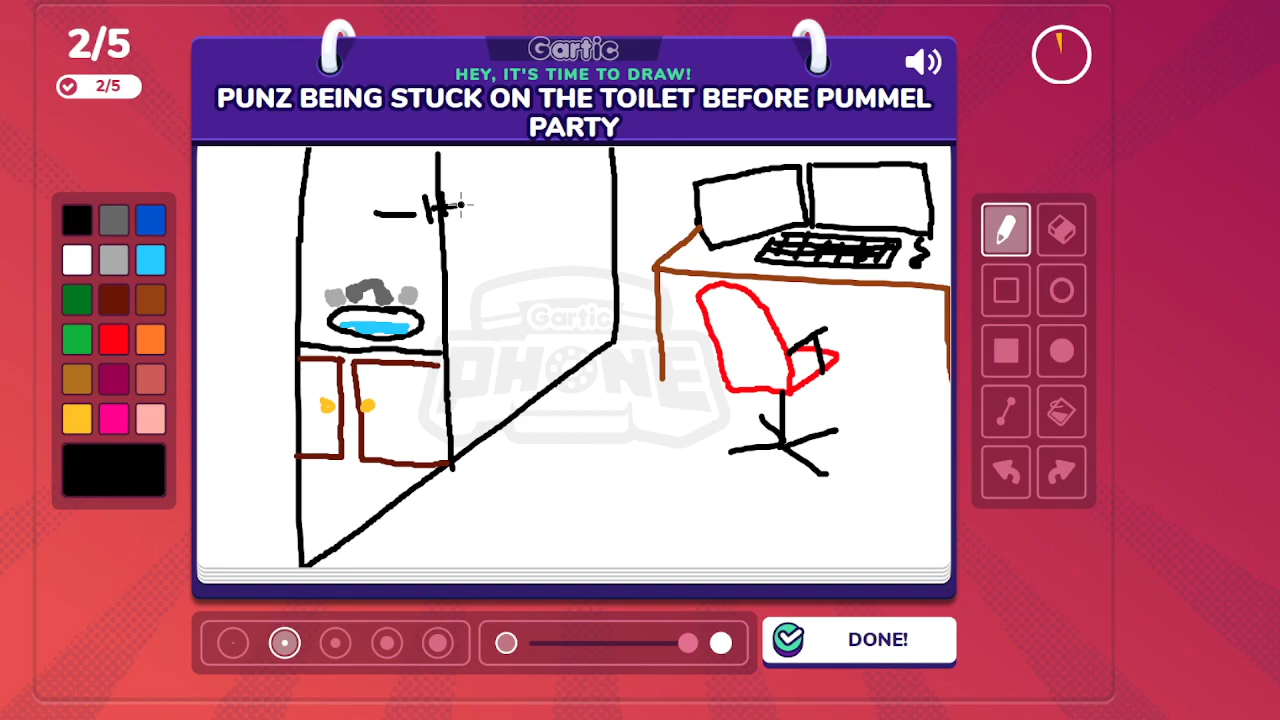 2/5
2/5
Gartic
HEY, IT'S TIME TO DRAW!
PUNZ BEING STUCK ON THE TOILET BEFORE PUMMEL
PARTY
Gartic
PHONE
DONE!